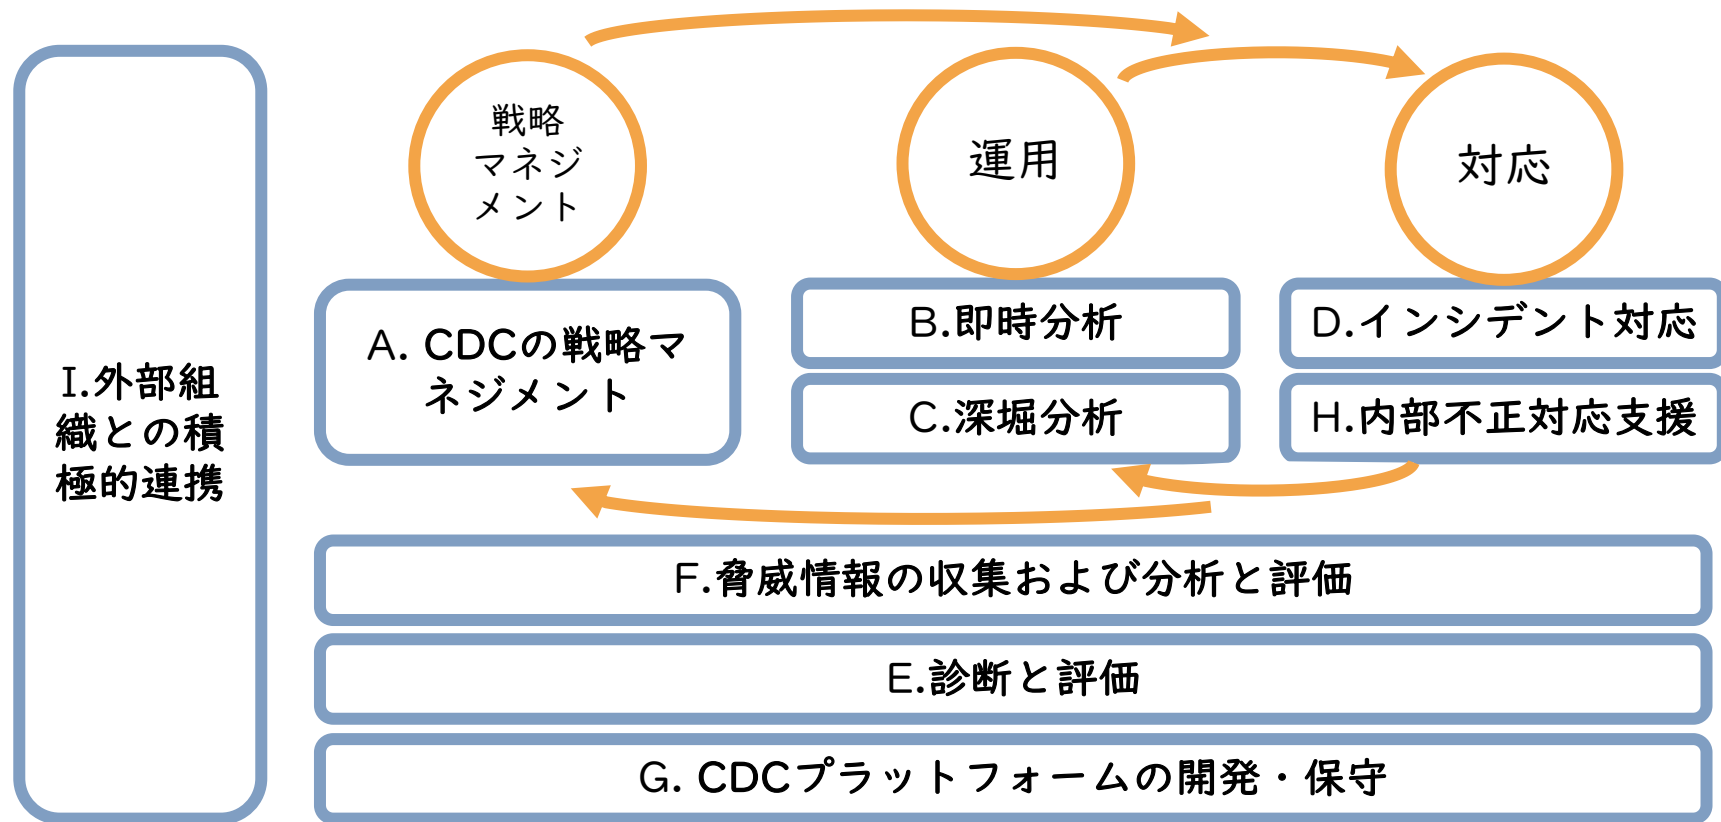 戦略
マネジ
メント
運用
対応
I.外部組
織との積
極的連携
A. CDCの戦略マ
ネジメント
B.即時分析
C.深堀分析
D.インシデント対応
H.内部不正対応支援
F.脅威情報の収集および分析と評価
E.診断と評価
G. CDCプラットフォームの開発・保守